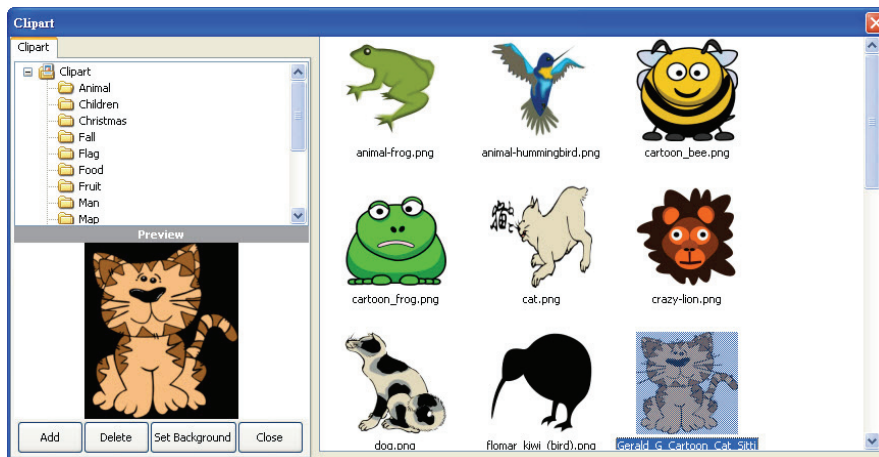 Clipart
Clipart
Clipart
Animal
Children
Christmas
Fall
Flag
Food
Fruit
Man
Map
Preview
Add Delete Set Background Close
animal-frog.png animal-hummingbird.png cartoon_bee.png
猫
cartoon_frog.png cat.png crazy-lion.png
dog.png flomar_kiwi_(bird).png Gerald_G_Cartoon_Cat_Sitti